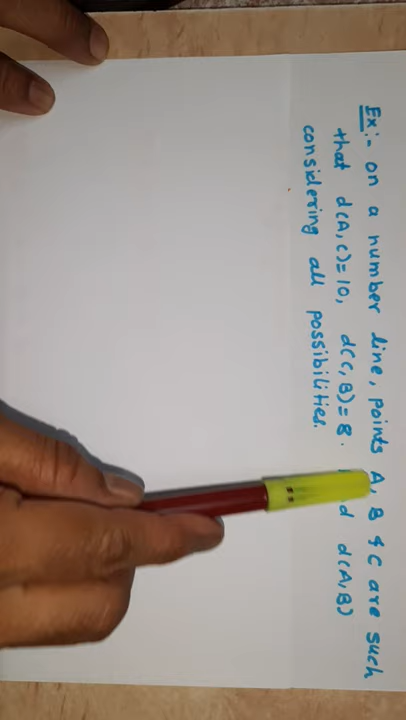 Ex:- on a number line, points A, B & C are such
that d(A,C)=10, d(C,B)=8. d d(A,B)
considering all possibilities.